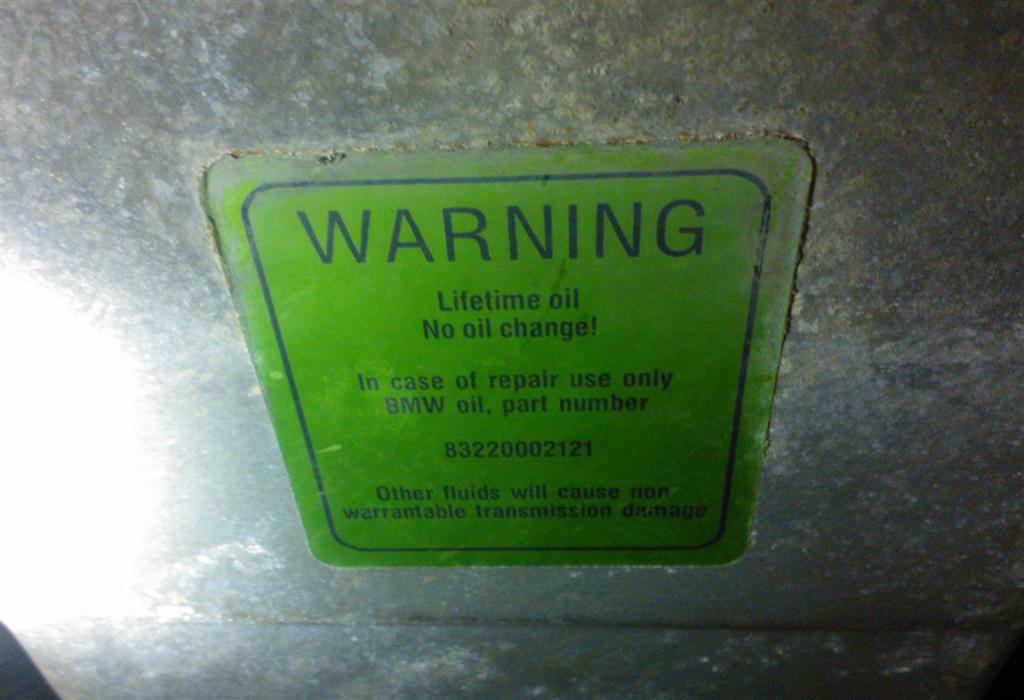 WARNING
Lifetime oil
No oil change!
In case of repair use only
BMW oil, part number
83220002121
Other fluids will cause non
warrantable transmission damage